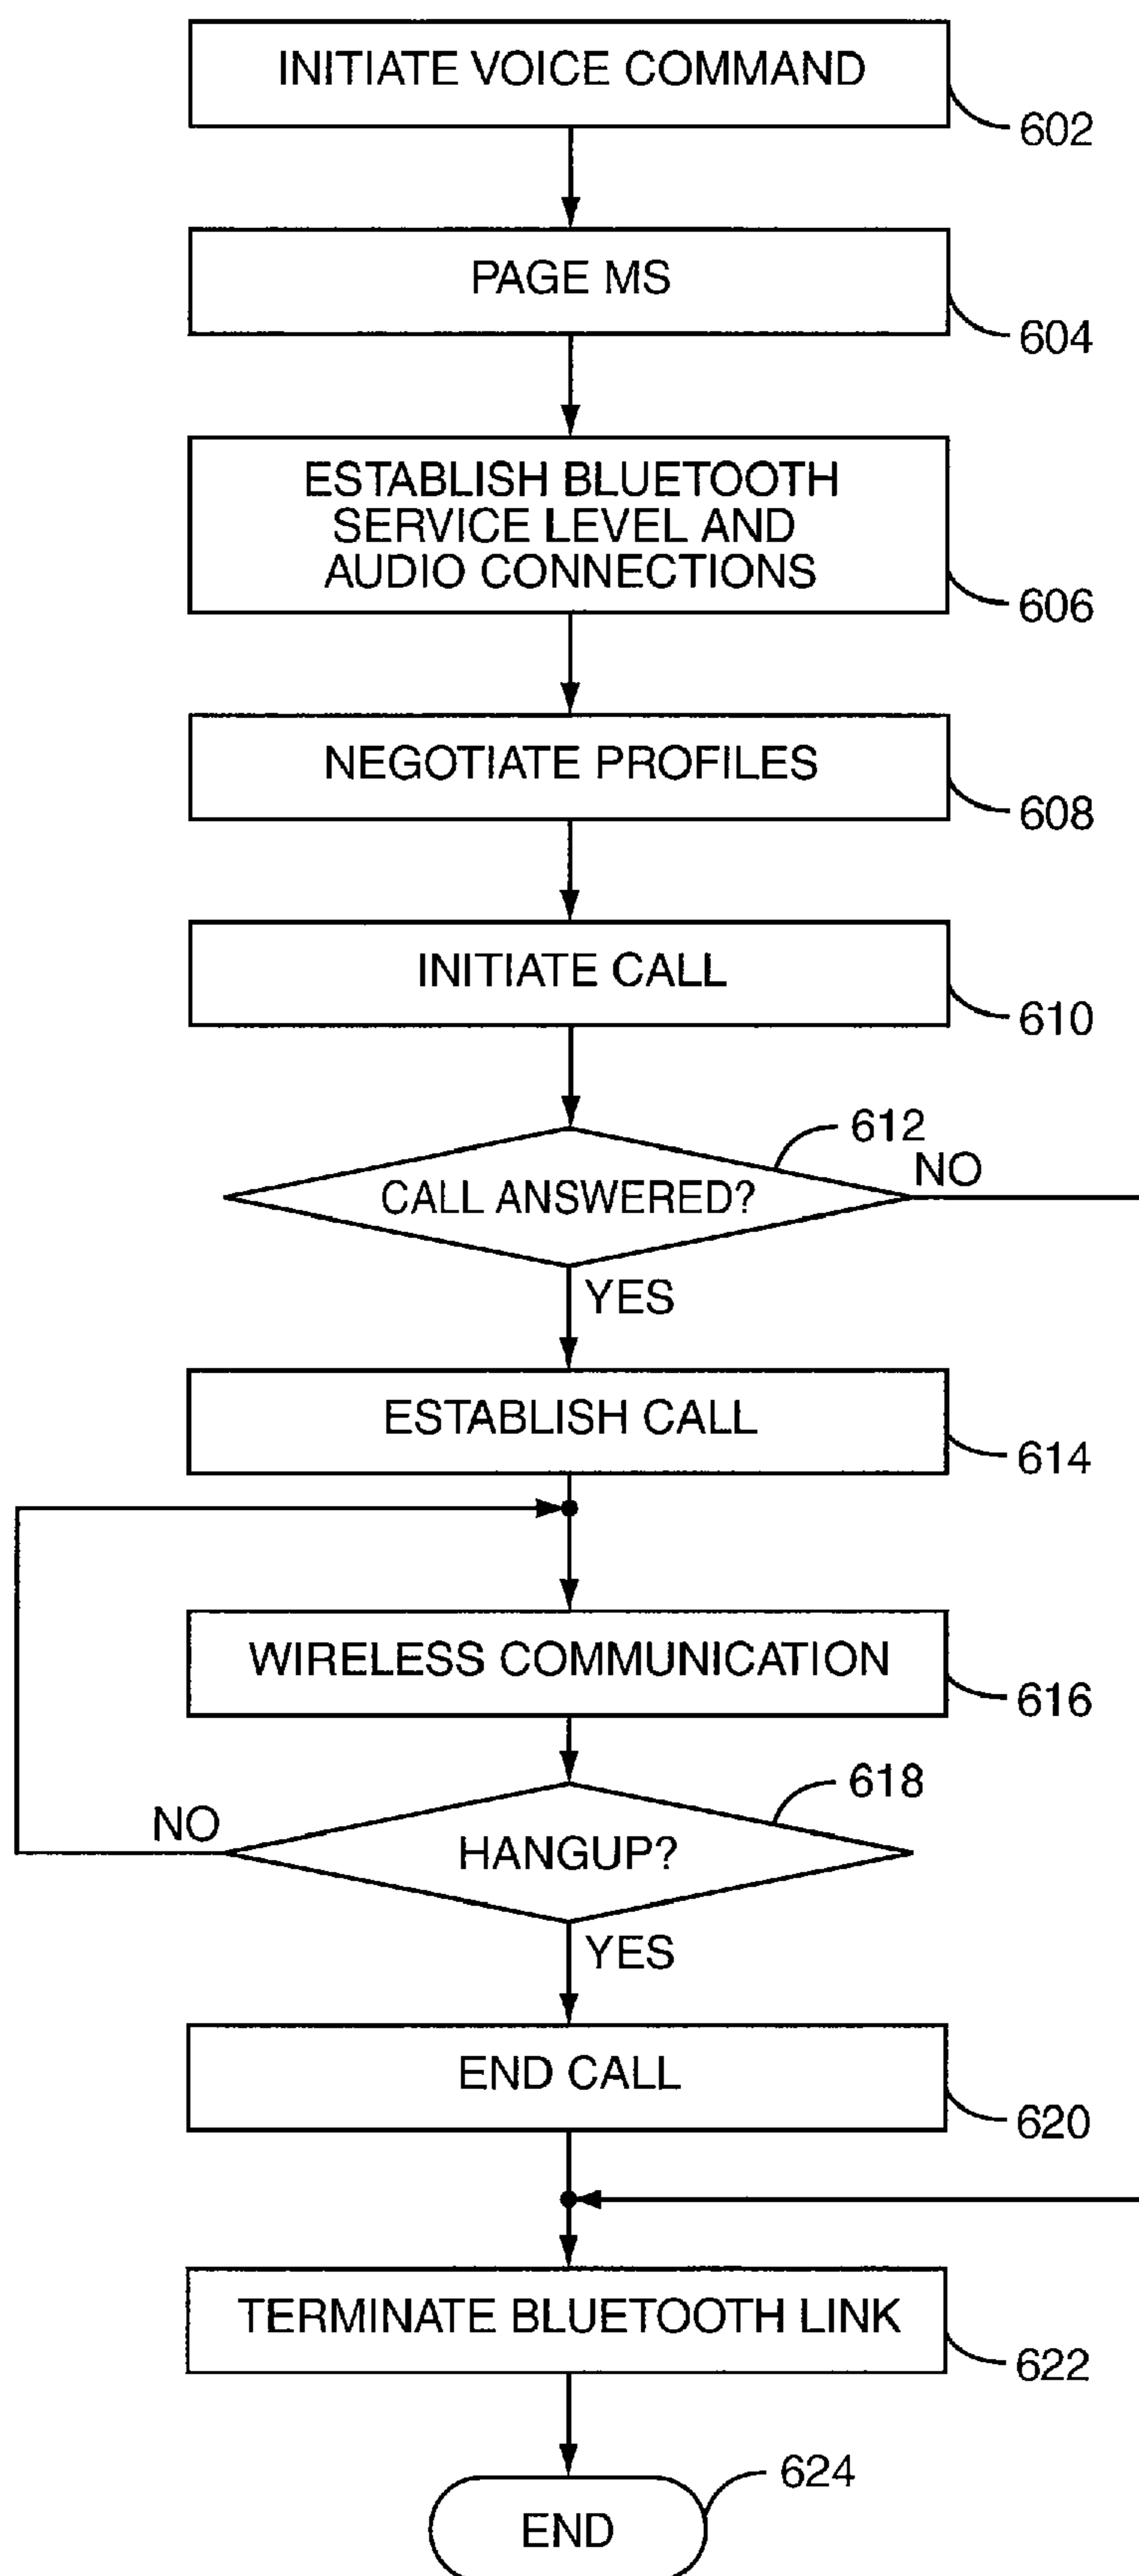 INITIATE VOICE COMMAND
602
PAGE MS
604
ESTABLISH BLUETOOTH
SERVICE LEVEL AND
AUDIO CONNECTIONS
606
NEGOTIATE PROFILES
608
INITIATE CALL
610
612
CALL ANSWERED?
NO
YES
ESTABLISH CALL
614
WIRELESS COMMUNICATION
616
618
NO
HANGUP?
YES
END CALL
620
TERMINATE BLUETOOTH LINK
622
624
END